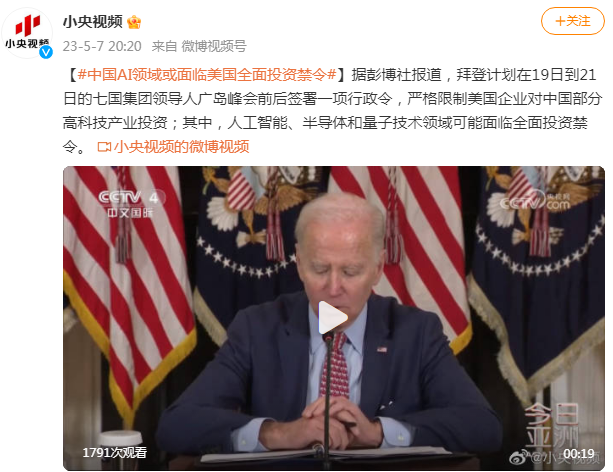 小央视频
小央视频
+关注
23-5-7 20:20 来自 微博视频号
【#中国AI领域或面临美国全面投资禁令#】据彭博社报道，拜登计划在19日到21
日的七国集团领导人广岛峰会前后签署一项行政令，严格限制美国企业对中国部分
高科技产业投资；其中，人工智能、半导体和量子技术领域可能面临全面投资禁
令。 小央视频的微博视频
CCTV 4
中文国际
CCTV 央视网
com
今日
亚洲
1791次观看
@小央视频
00:19